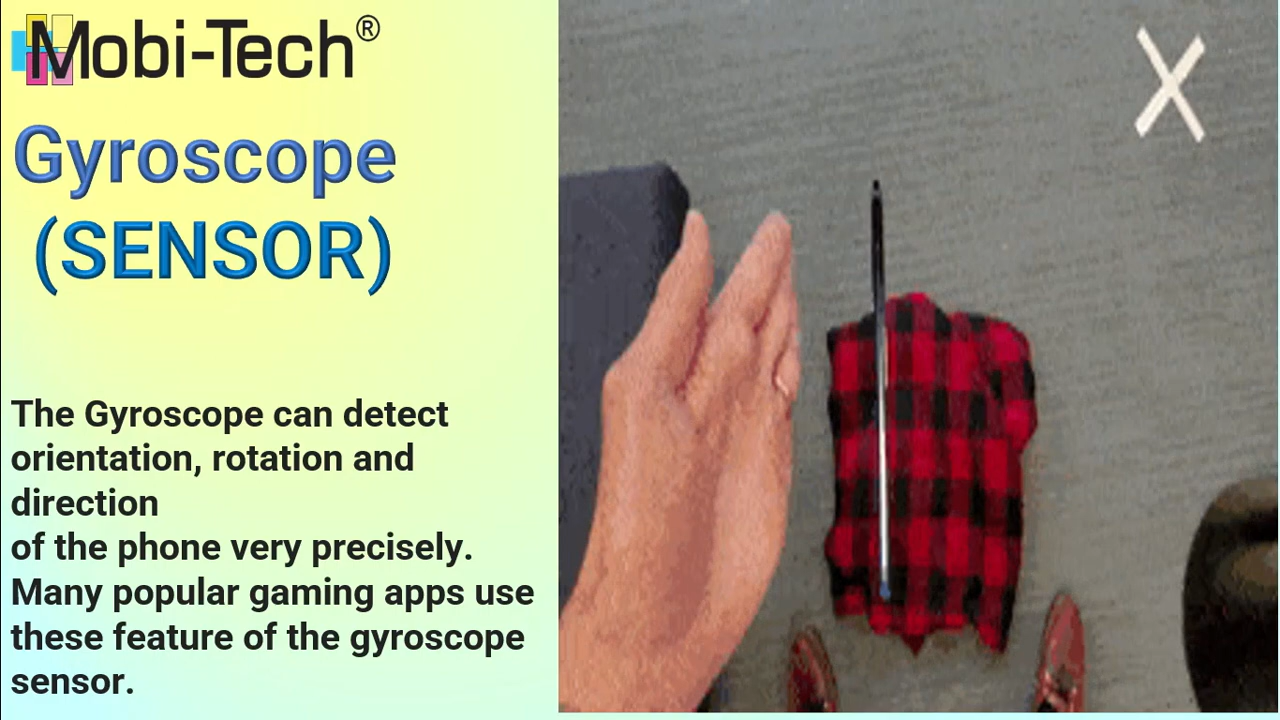 Mobi-Tech®
Gyroscope
(SENSOR)
The Gyroscope can detect
orientation, rotation and
direction
of the phone very precisely.
Many popular gaming apps use
these feature of the gyroscope
sensor.
X